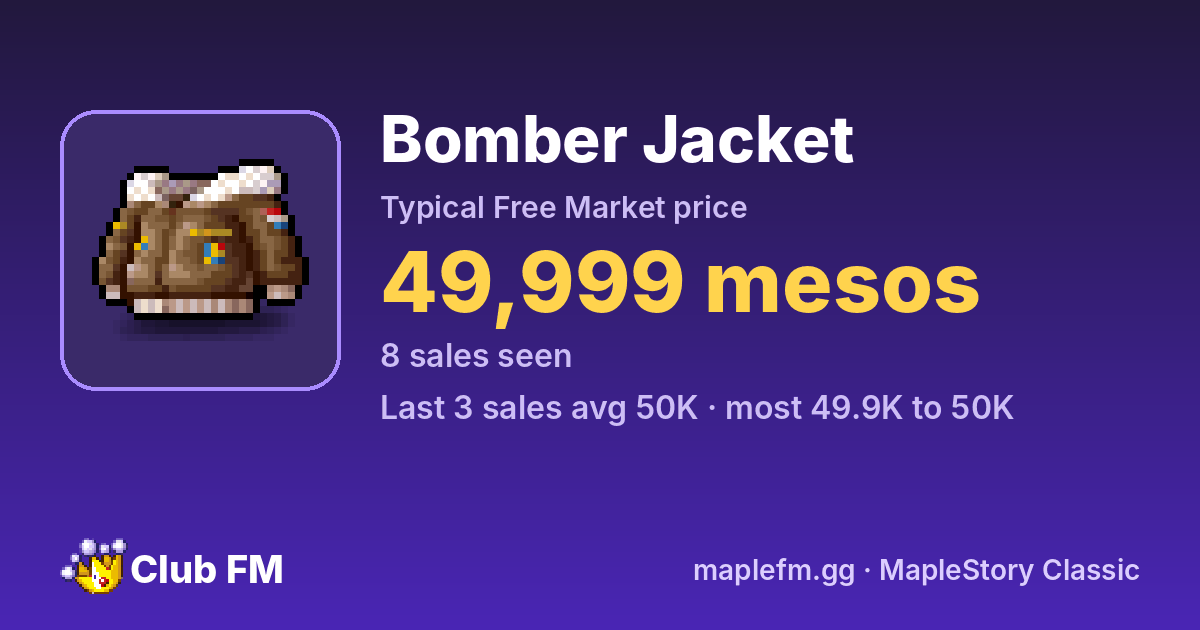 Bomber Jacket
Typical Free Market price
49,999 mesos
8 sales seen
Last 3 sales avg 50K · most 49.9K to 50K
Club FM
maplefm.gg · MapleStory Classic